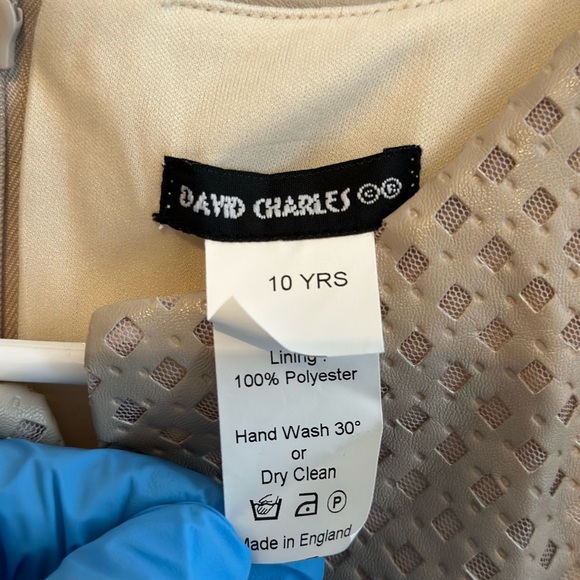 DAVID CHARLES © ®
10 YRS
Lining :
100% Polyester
Hand Wash 30°
or
Dry Clean
P
Made in England